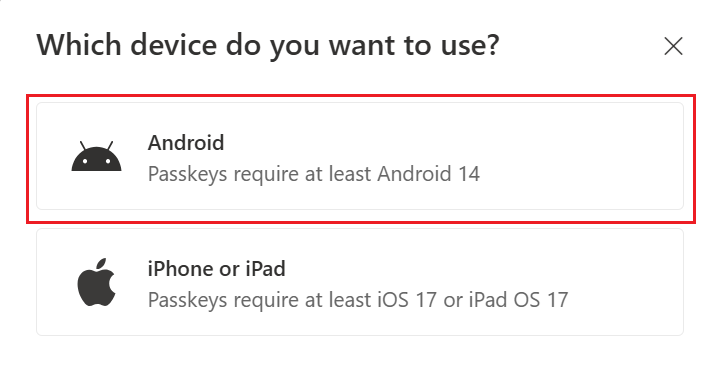 Which device do you want to use?
Android
Passkeys require at least Android 14
iPhone or iPad
Passkeys require at least iOS 17 or iPad OS 17